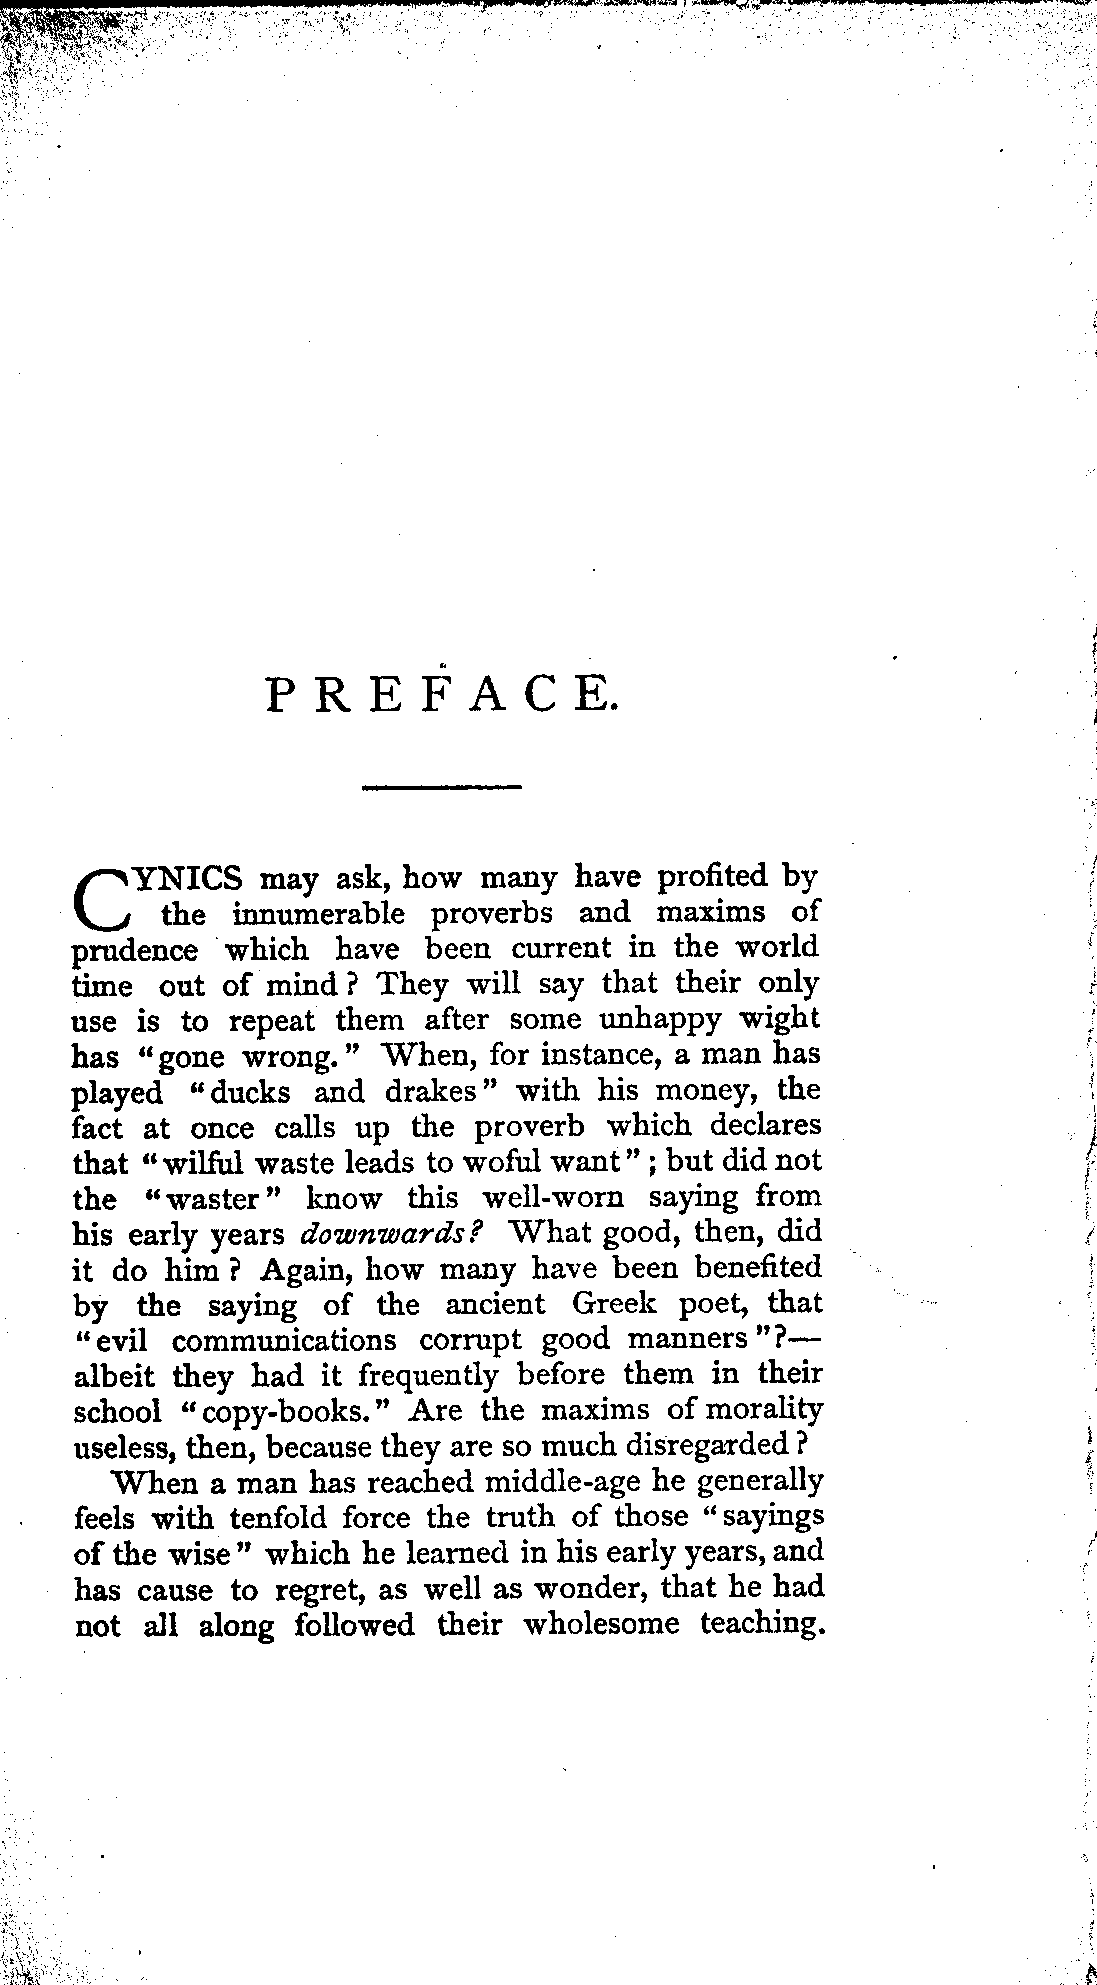 PREFACE.
CYNICS may ask, how many have profited by
the innumerable proverbs and maxims of
prudence which have been current in the world
time out of mind? They will say that their only
use is to repeat them after some unhappy wight
has "gone wrong." When, for instance, a man has
played "ducks and drakes" with his money, the
fact at once calls up the proverb which declares
that "wilful waste leads to woful want"; but did not
the "waster" know this well-worn saying from
his early years downwards? What good, then, did
it do him? Again, how many have been benefited
by the saying of the ancient Greek poet, that
"evil communications corrupt good manners"?—
albeit they had it frequently before them in their
school "copy-books." Are the maxims of morality
useless, then, because they are so much disregarded?
When a man has reached middle-age he generally
feels with tenfold force the truth of those "sayings
of the wise" which he learned in his early years, and
has cause to regret, as well as wonder, that he had
not all along followed their wholesome teaching.